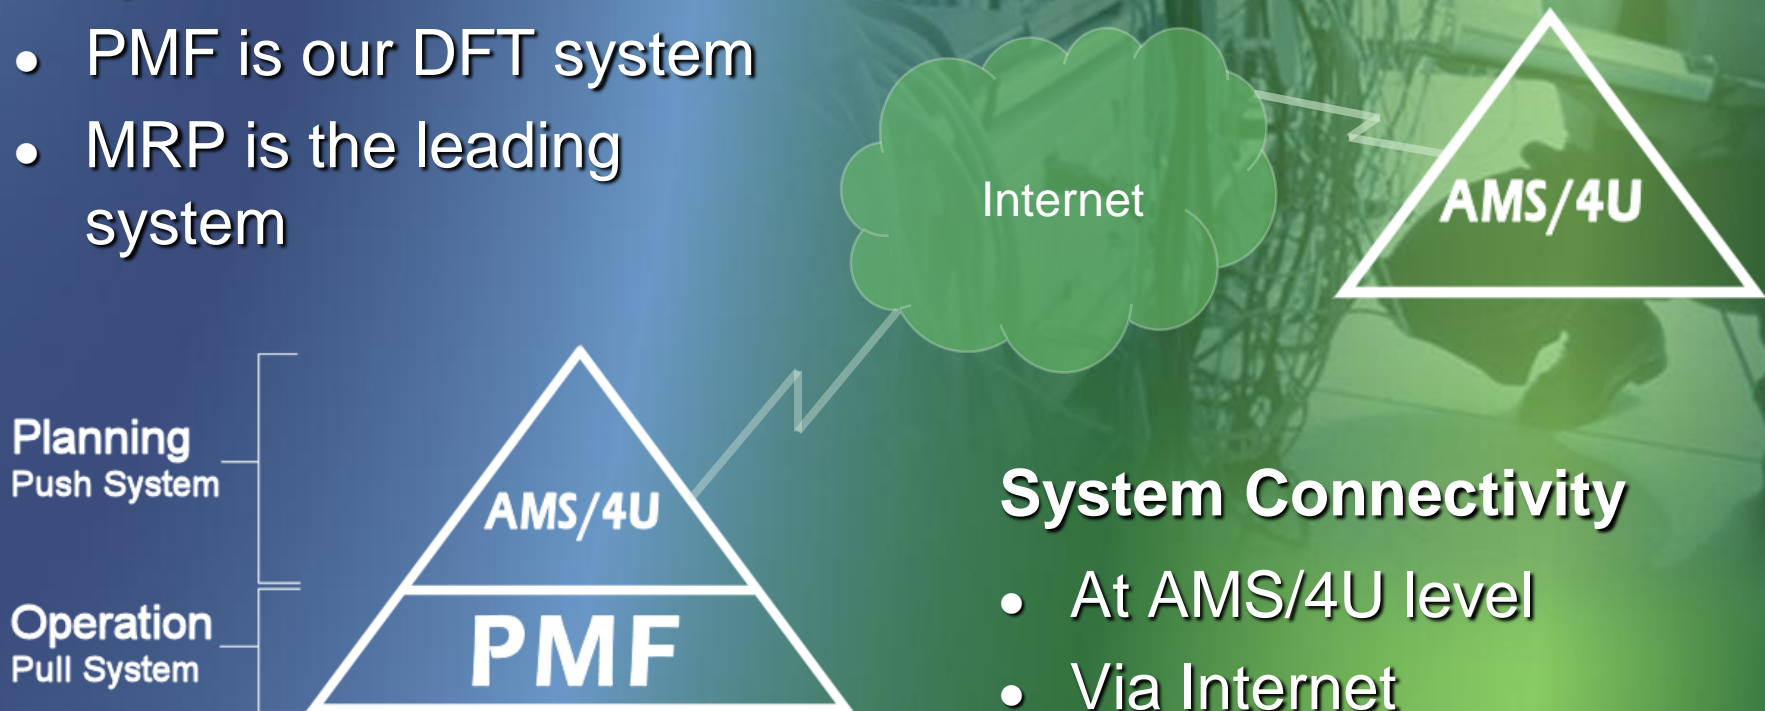 ● PMF is our DFT system
● MRP is the leading
system
Internet
AMS/4U
Planning
Push System
AMS/4U
Operation
Pull System
PMF
System Connectivity
● At AMS/4U level
● Via Internet